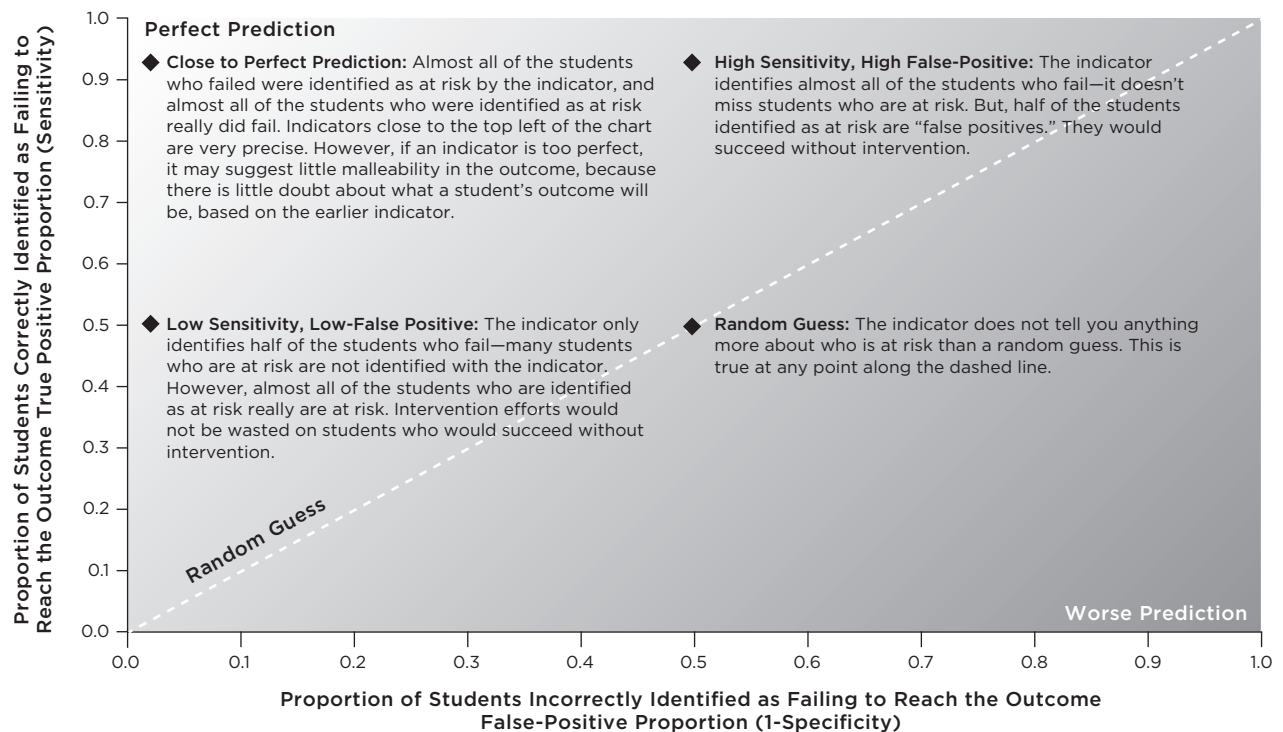 Proportion of Students Correctly Identified as Failing to
Reach the Outcome True Positive Proportion (Sensitivity)
1.0
0.9
0.8
0.7
0.6
0.5
0.4
0.3
0.2
0.1
0.0
Perfect Prediction
Close to Perfect Prediction: Almost all of the students
who failed were identified as at risk by the indicator, and
almost all of the students who were identified as at risk
really did fail. Indicators close to the top left of the chart
are very precise. However, if an indicator is too perfect,
it may suggest little malleability in the outcome, because
there is little doubt about what a student’s outcome will
be, based on the earlier indicator.
High Sensitivity, High False-Positive: The indicator
identifies almost all of the students who fail—it doesn’t
miss students who are at risk. But, half of the students
identified as at risk are “false positives.” They would
succeed without intervention.
Low Sensitivity, Low-False Positive: The indicator only
identifies half of the students who fail—many students
who are at risk are not identified with the indicator.
However, almost all of the students who are identified
as at risk really are at risk. Intervention efforts would
not be wasted on students who would succeed without
intervention.
Random Guess: The indicator does not tell you anything
more about who is at risk than a random guess. This is
true at any point along the dashed line.
Random Guess
Worse Prediction
0.0 0.1 0.2 0.3 0.4 0.5 0.6 0.7 0.8 0.9 1.0
Proportion of Students Incorrectly Identified as Failing to Reach the Outcome
False-Positive Proportion (1-Specificity)